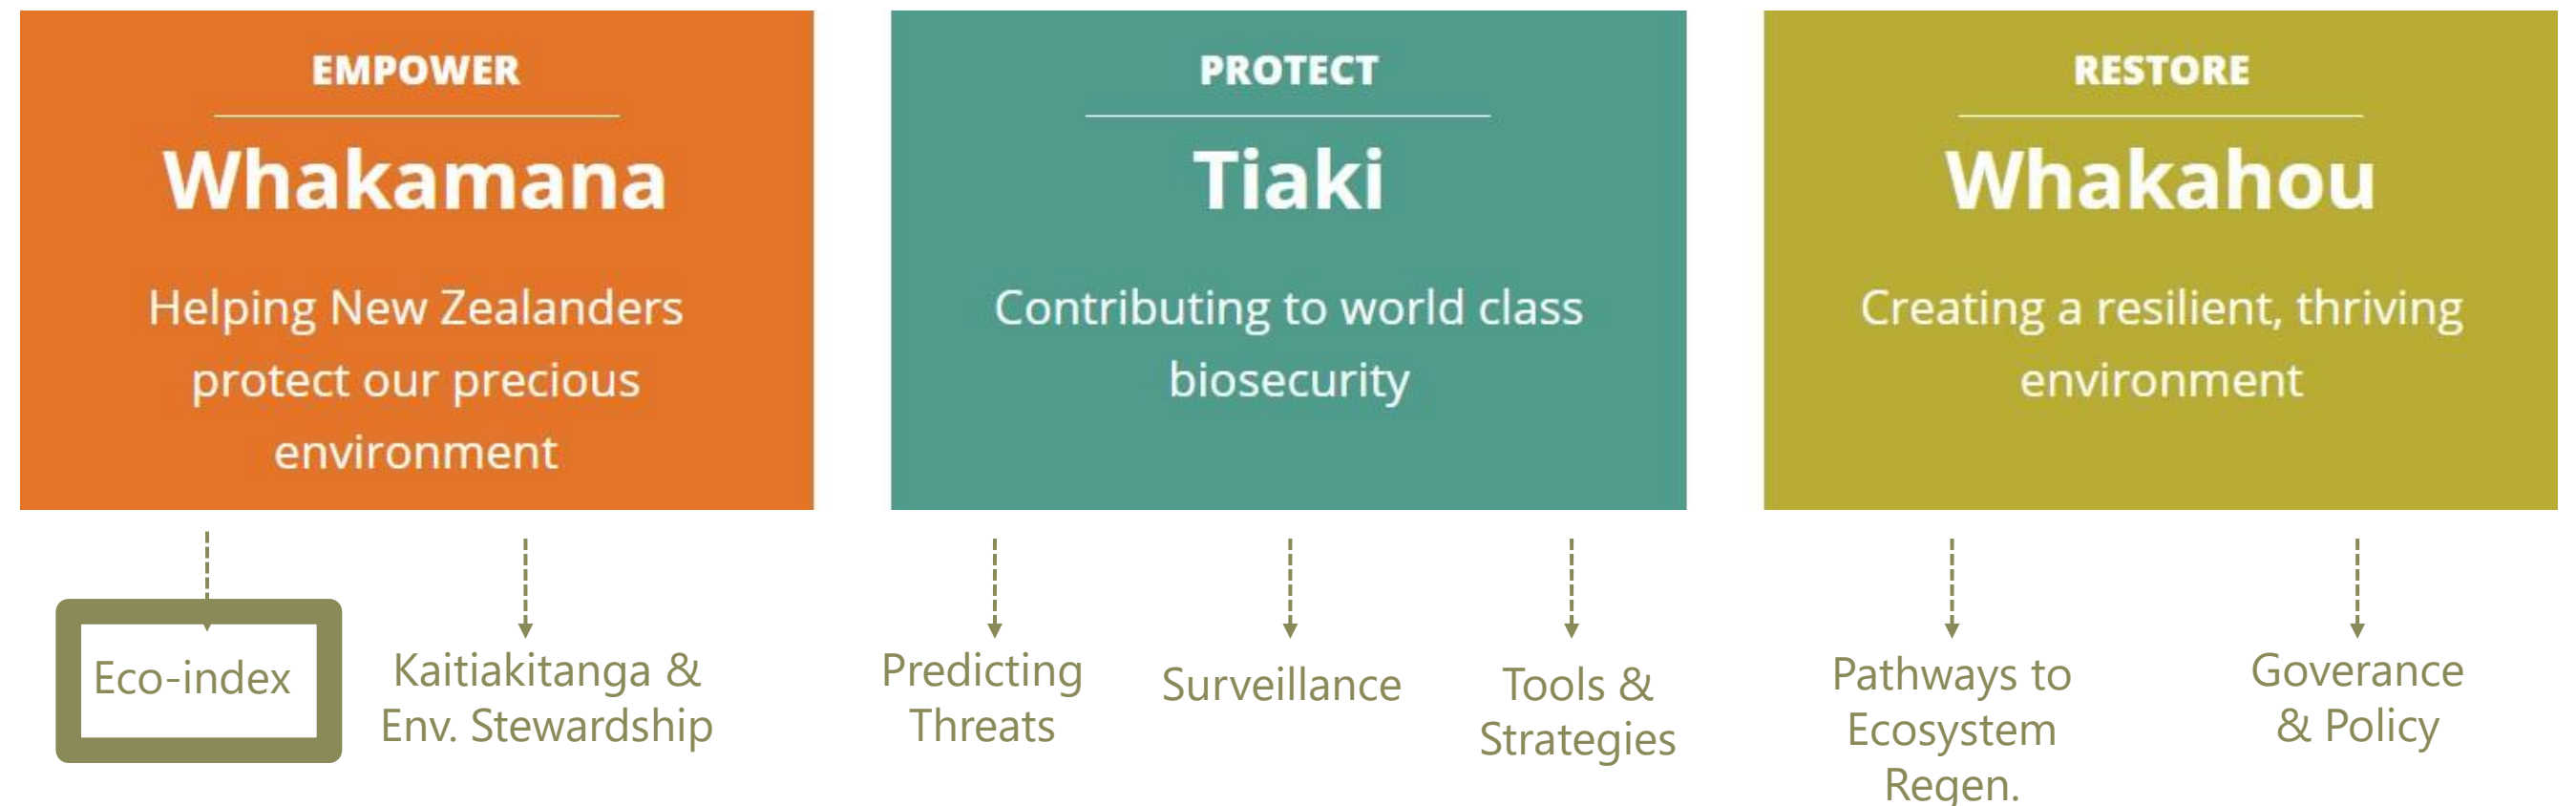 EMPOWER
Whakamana
Helping New Zealanders
protect our precious
environment
PROTECT
Tiaki
Contributing to world class
biosecurity
RESTORE
Whakahou
Creating a resilient, thriving
environment
Eco-index
Kaitiakitanga &
Env. Stewardship
Predicting
Threats
Surveillance
Tools &
Strategies
Pathways to
Ecosystem
Regen.
Goverance
& Policy